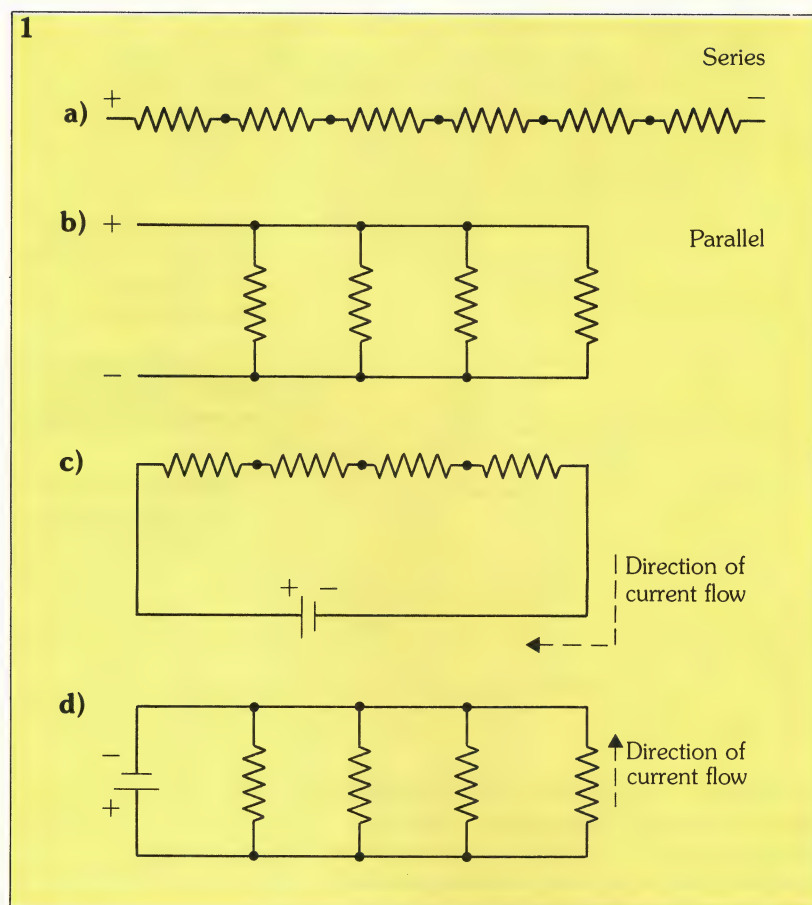 1
Series
+ −
a)
b) +
Parallel
−
c)
+ −
Direction of
current flow
d)
−
Direction of
current flow
+